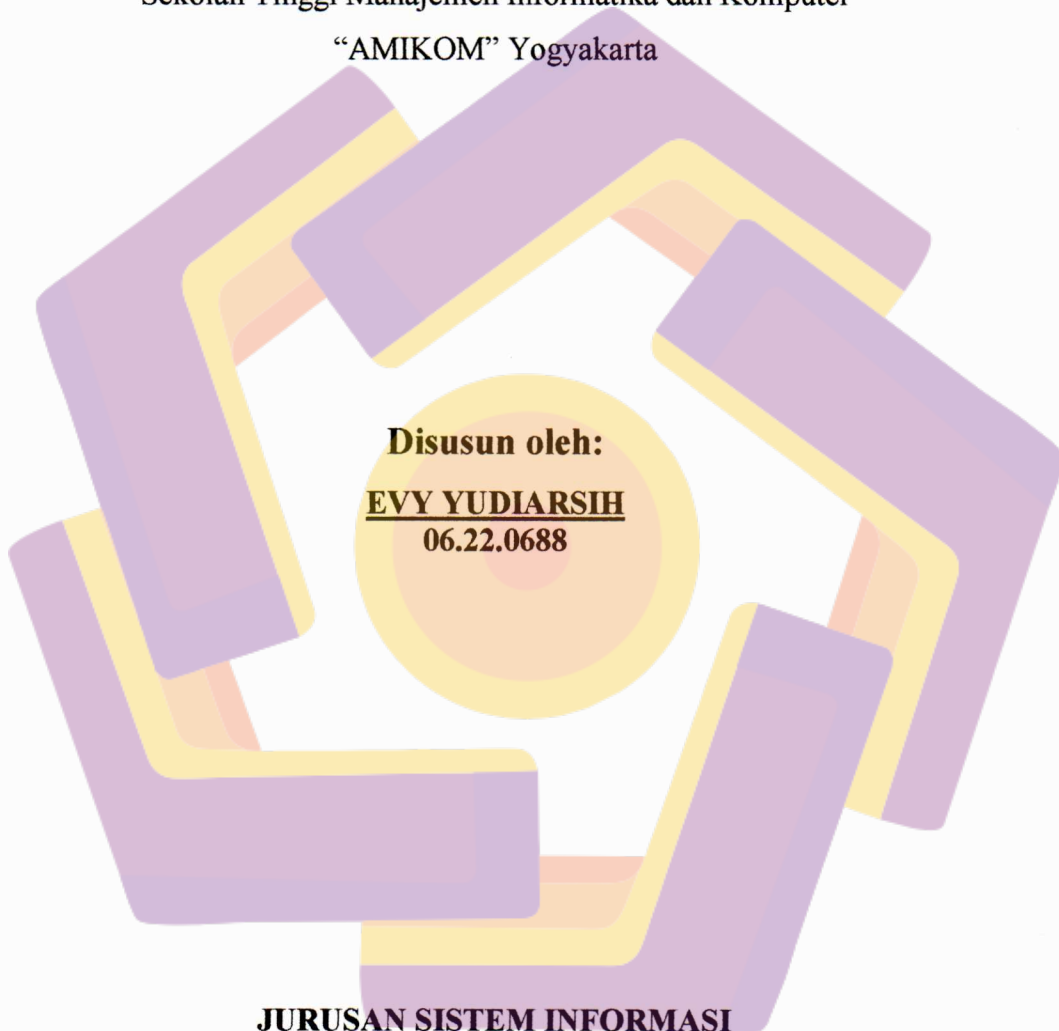 Sekolah Tinggi Manajemen Informatika dan Komputer
“AMIKOM” Yogyakarta
Disusun oleh:
EVY YUDIARSIH
06.22.0688
JURUSAN SISTEM INFORMASI